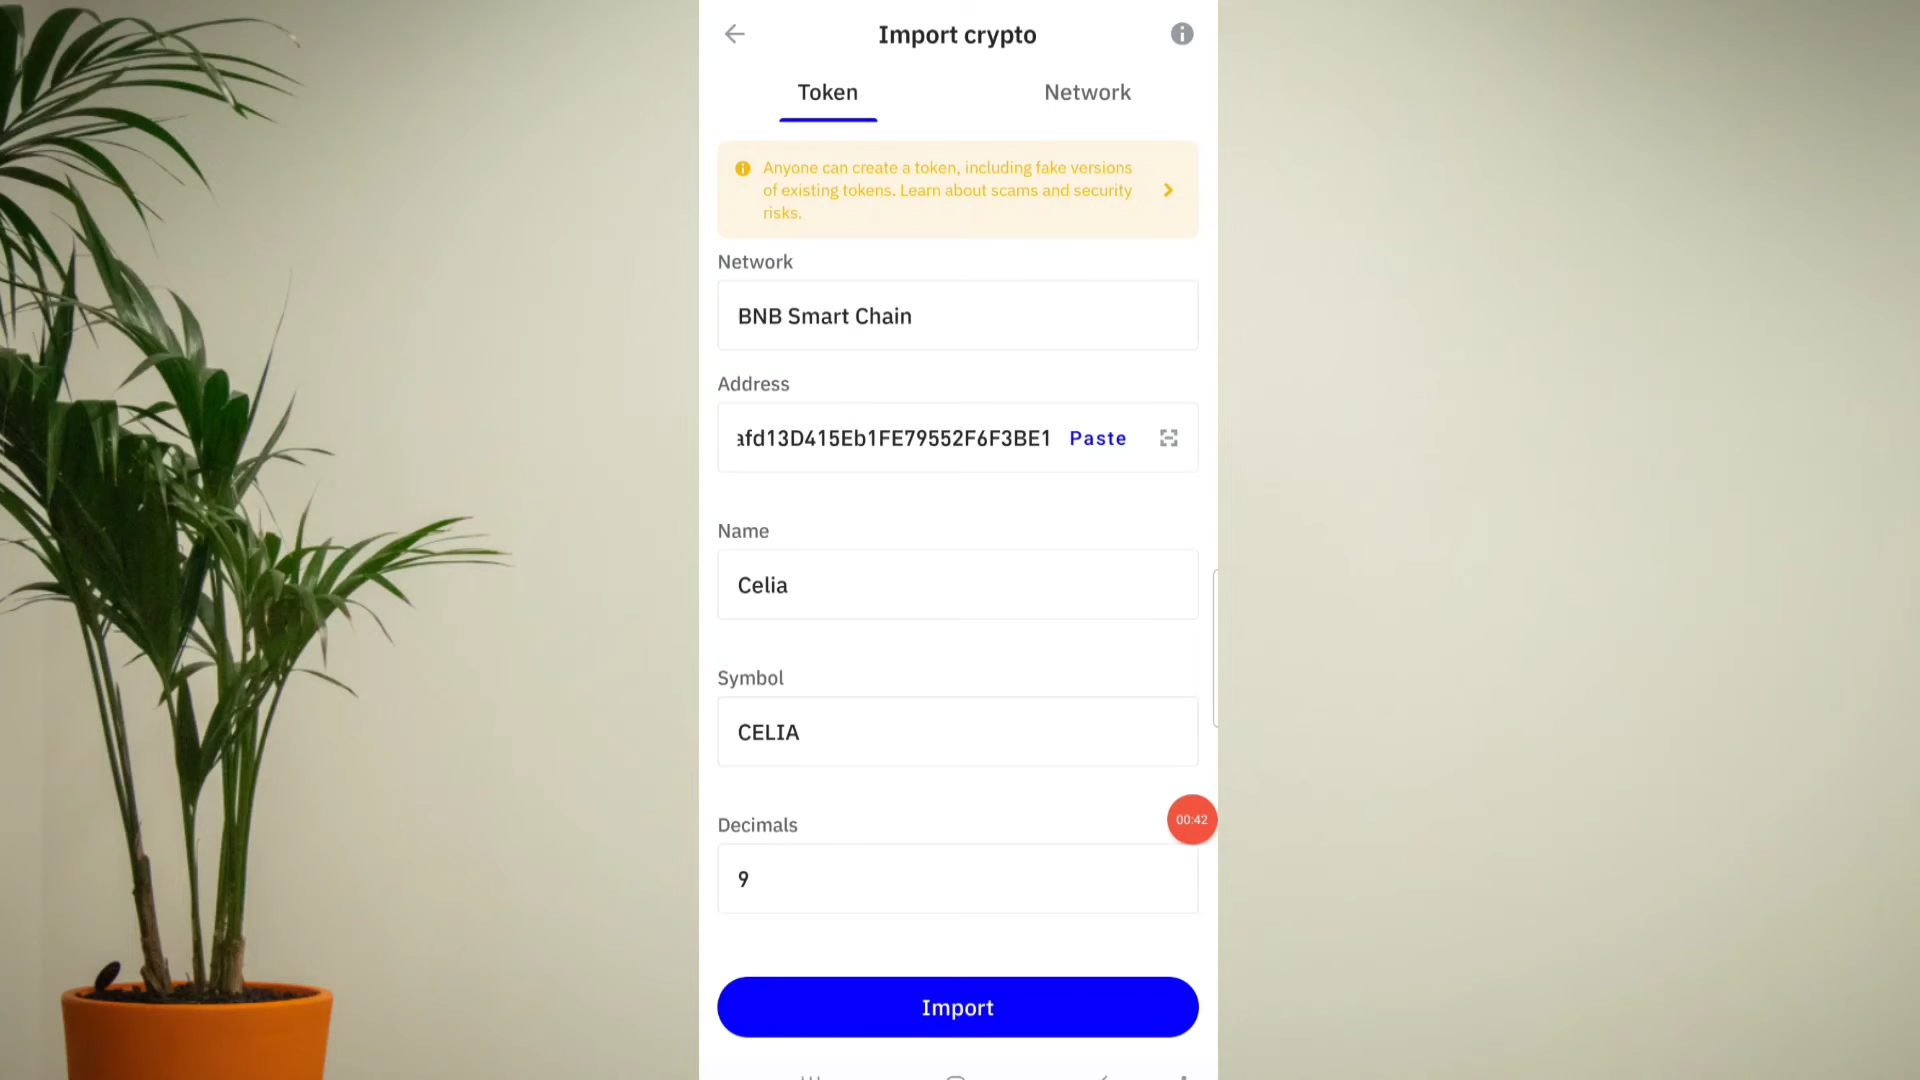 Import crypto
Token
Network
Anyone can create a token, including fake versions
of existing tokens. Learn about scams and security
risks.
Network
BNB Smart Chain
Address
afd13D415Eb1FE79552F6F3BE1 Paste
Name
Celia
Symbol
CELIA
Decimals
00:42
9
Import